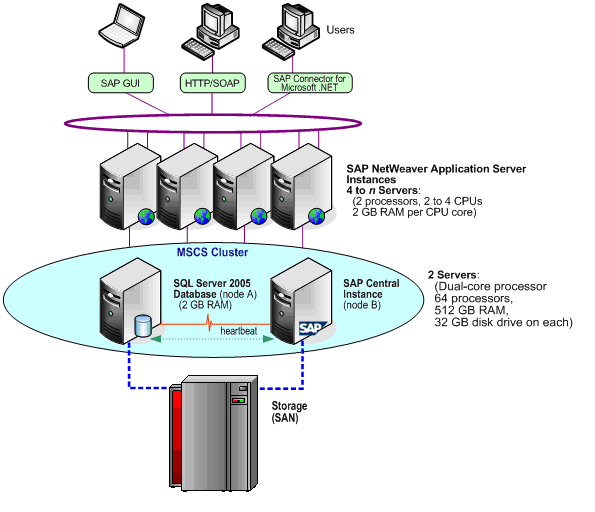 Users
SAP GUI
HTTP/SOAP
SAP Connector for
Microsoft .NET
SAP NetWeaver Application Server
Instances
4 to n Servers:
(2 processors, 2 to 4 CPUs
2 GB RAM per CPU core)
MSCS Cluster
SQL Server 2005
Database (node A)
(2 GB RAM)
SAP Central
Instance
(node B)
2 Servers:
(Dual-core processor
64 processors,
512 GB RAM,
32 GB disk drive on each)
heartbeat
SAP
Storage
(SAN)